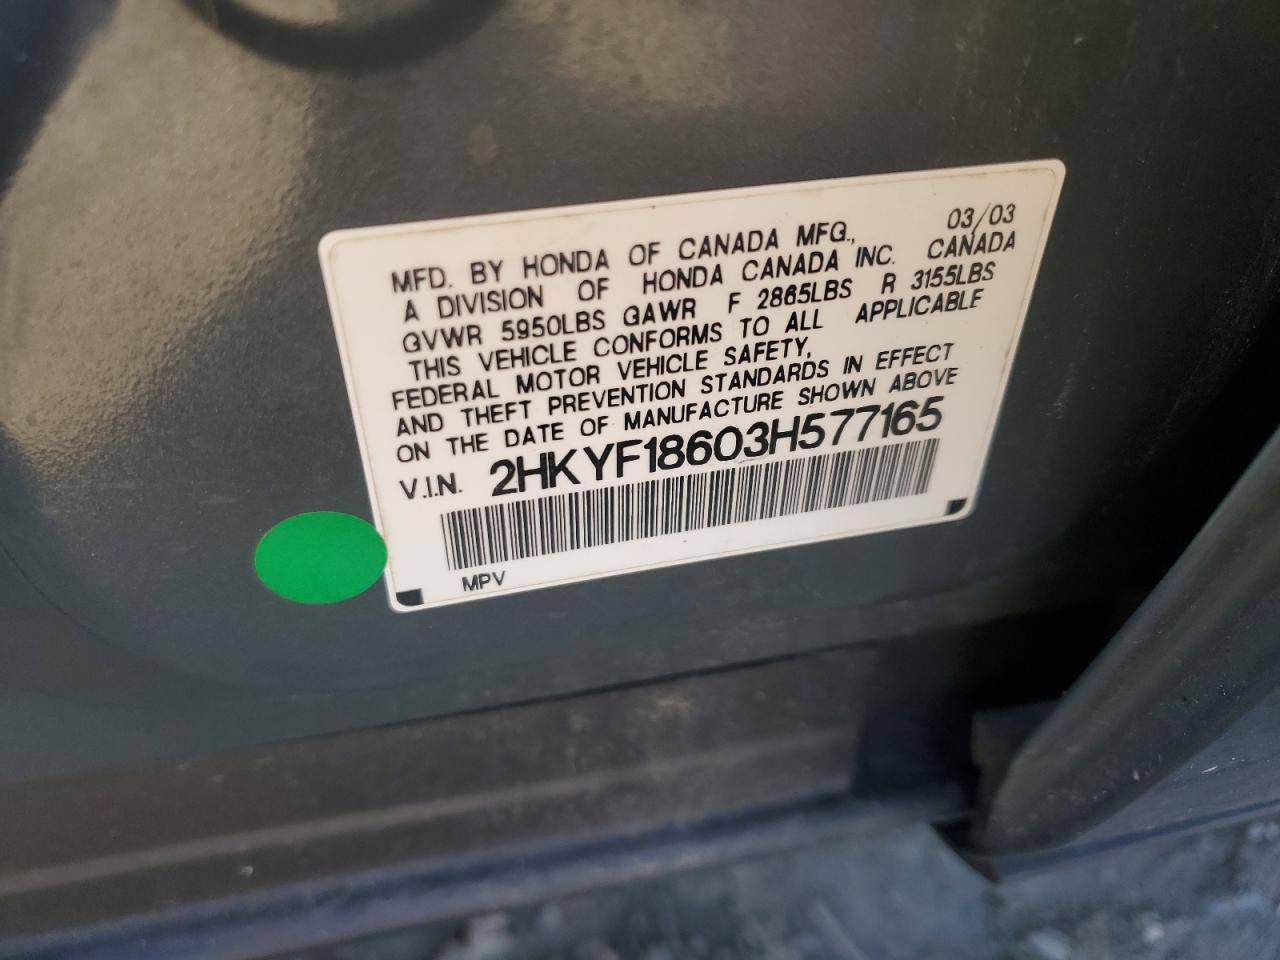 MFD. BY HONDA OF CANADA MFG., 03/03
A DIVISION OF HONDA CANADA INC. CANADA
GVWR 5950LBS GAWR F 2865LBS R 3155LBS
THIS VEHICLE CONFORMS TO ALL APPLICABLE
FEDERAL MOTOR VEHICLE SAFETY,
AND THEFT PREVENTION STANDARDS IN EFFECT
ON THE DATE OF MANUFACTURE SHOWN ABOVE
V.I.N. 2HKYF18603H577165
MPV